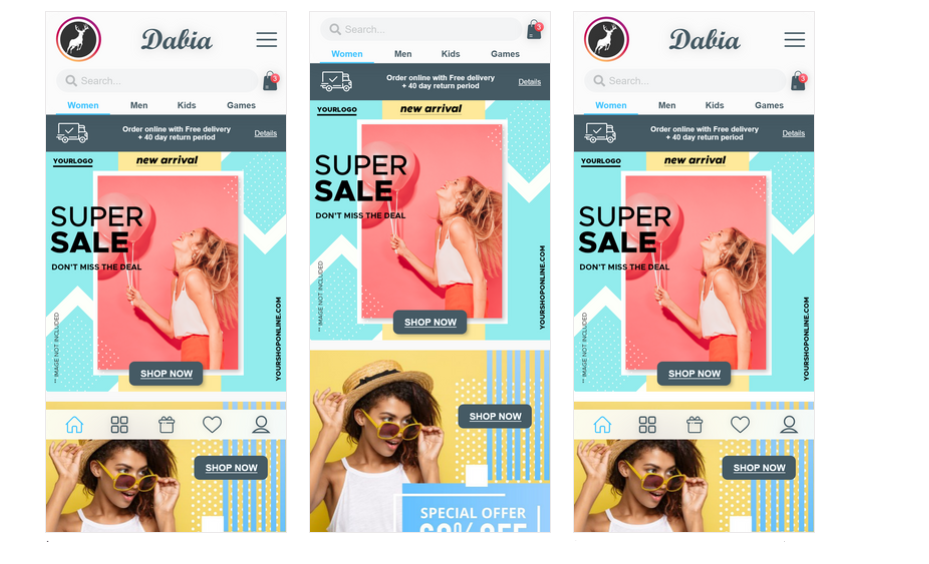 Dabia
Search...
3
Women Men Kids Games
Order online with Free delivery
+ 40 day return period
Details
YOURLOGO
new arrival
SUPER
SALE
DON'T MISS THE DEAL
** IMAGE NOT INCLUDED
YOURSHOPONLINE.COM
SHOP NOW
SHOP NOW
Search...
3
Women Men Kids Games
Order online with Free delivery
+ 40 day return period
Details
YOURLOGO
new arrival
SUPER
SALE
DON'T MISS THE DEAL
** IMAGE NOT INCLUDED
YOURSHOPONLINE.COM
SHOP NOW
SHOP NOW
SPECIAL OFFER
60% OFF
Dabia
Search...
3
Women Men Kids Games
Order online with Free delivery
+ 40 day return period
Details
YOURLOGO
new arrival
SUPER
SALE
DON'T MISS THE DEAL
** IMAGE NOT INCLUDED
YOURSHOPONLINE.COM
SHOP NOW
SHOP NOW